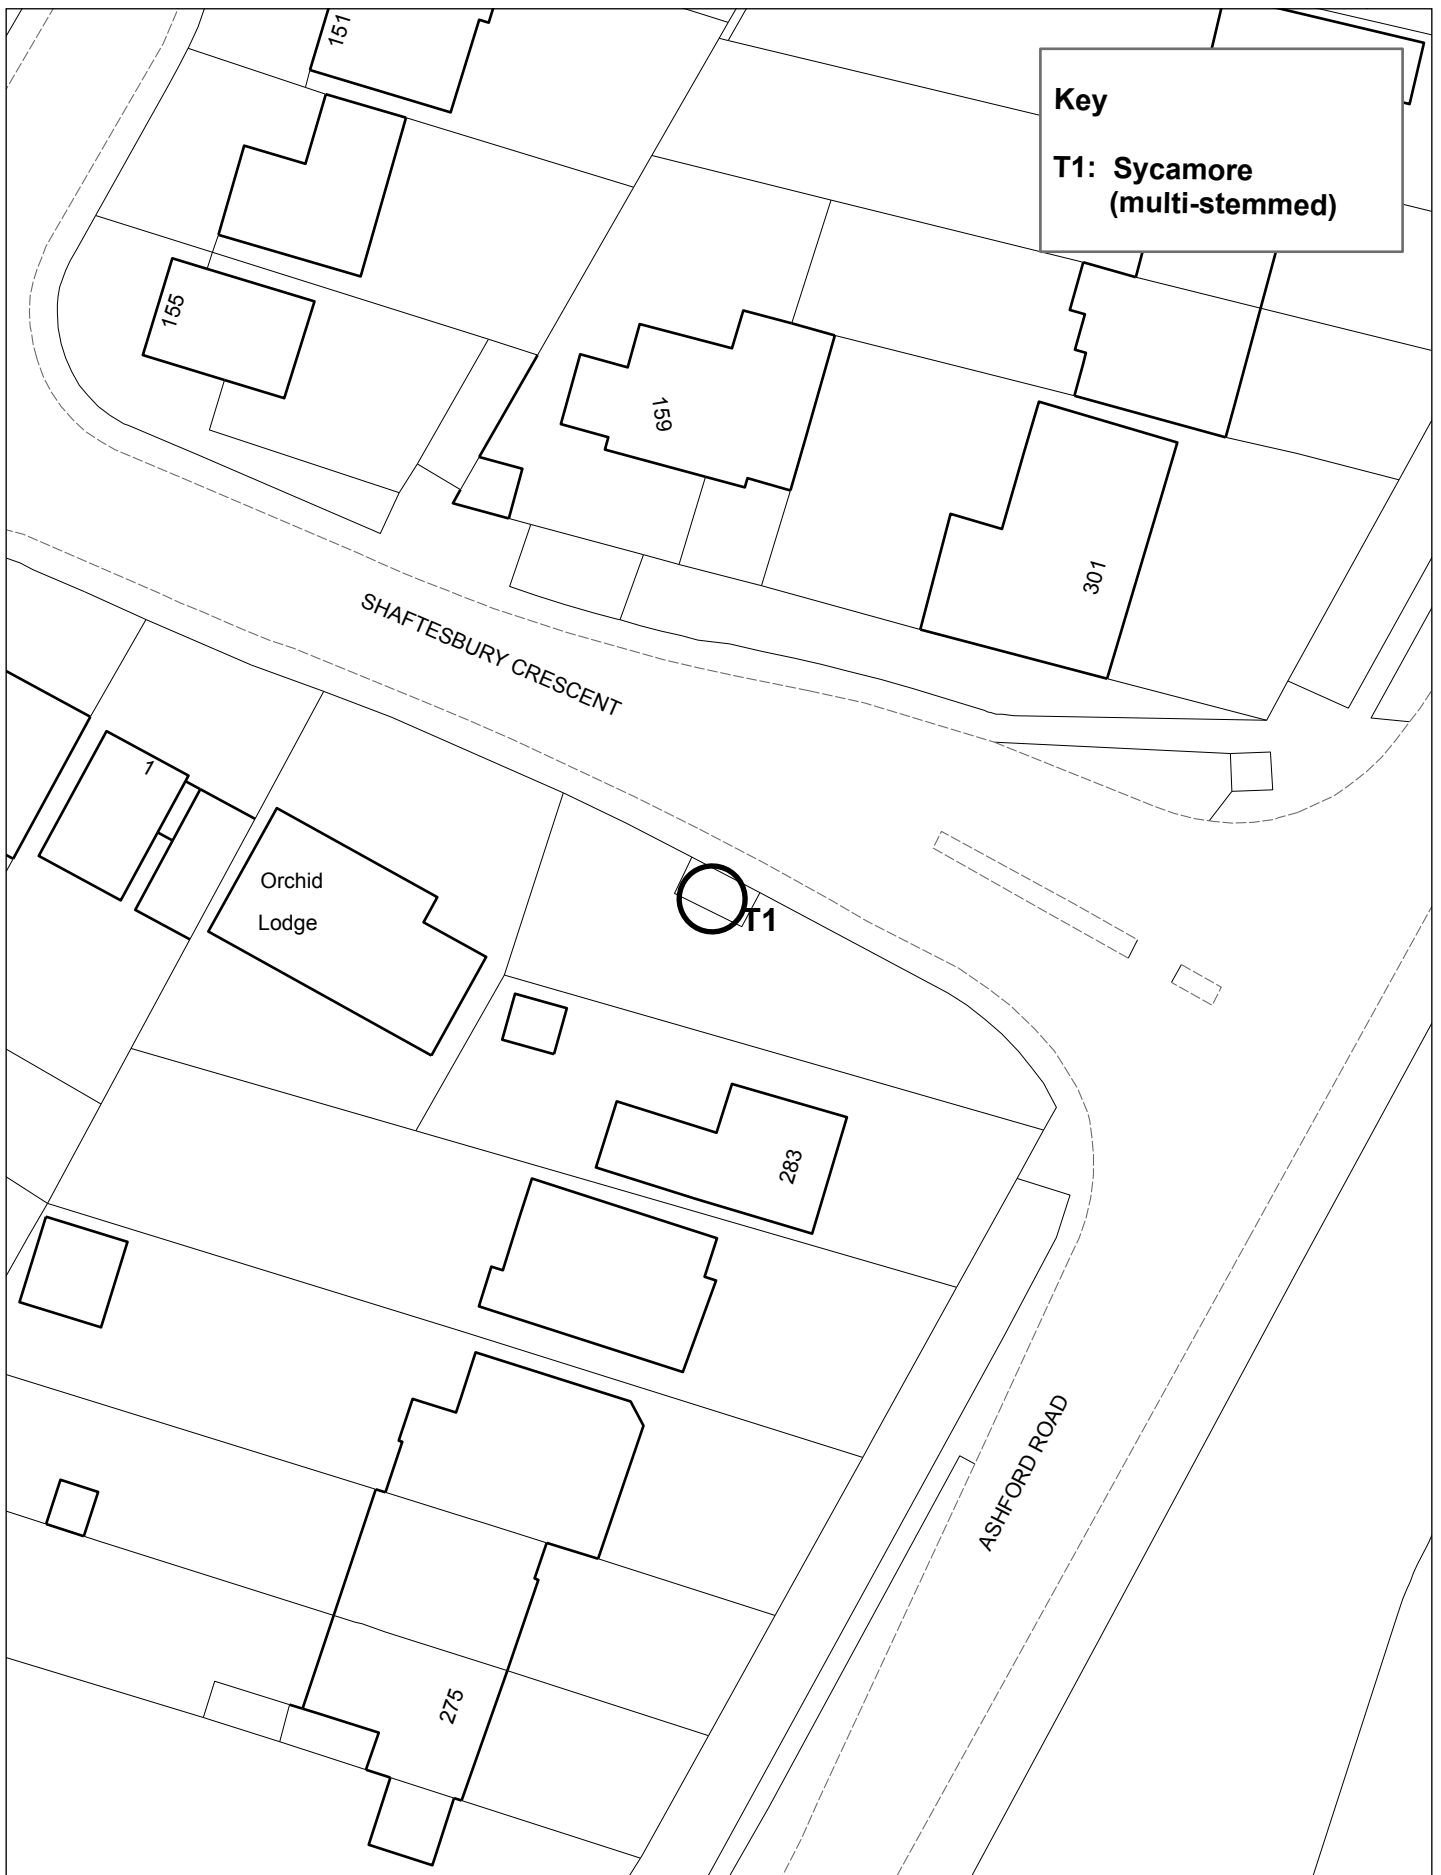 151
Key
T1: Sycamore
(multi-stemmed)
155
159
301
SHAFTESBURY CRESCENT
1
Orchid
Lodge
T1
283
ASHFORD ROAD
275